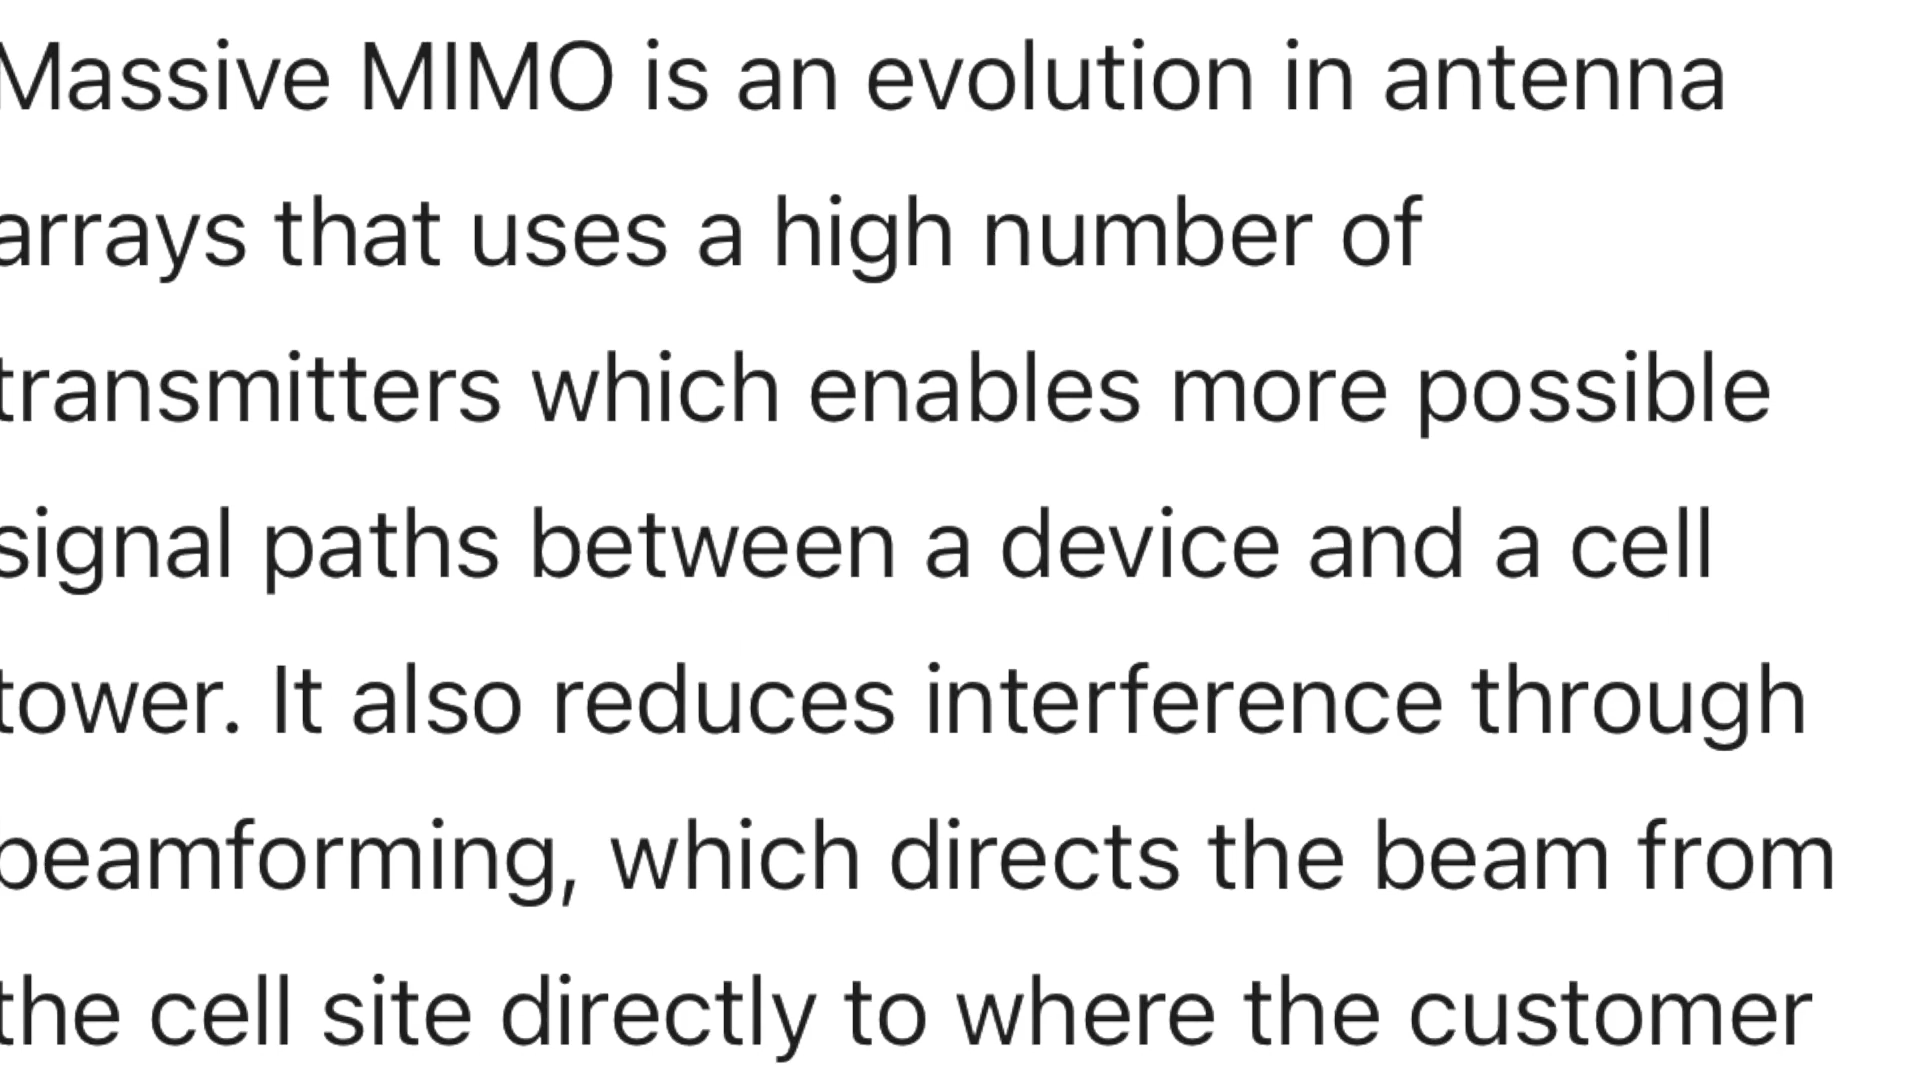 Massive MIMO is an evolution in antenna
arrays that uses a high number of
transmitters which enables more possible
signal paths between a device and a cell
tower. It also reduces interference through
beamforming, which directs the beam from
the cell site directly to where the customer